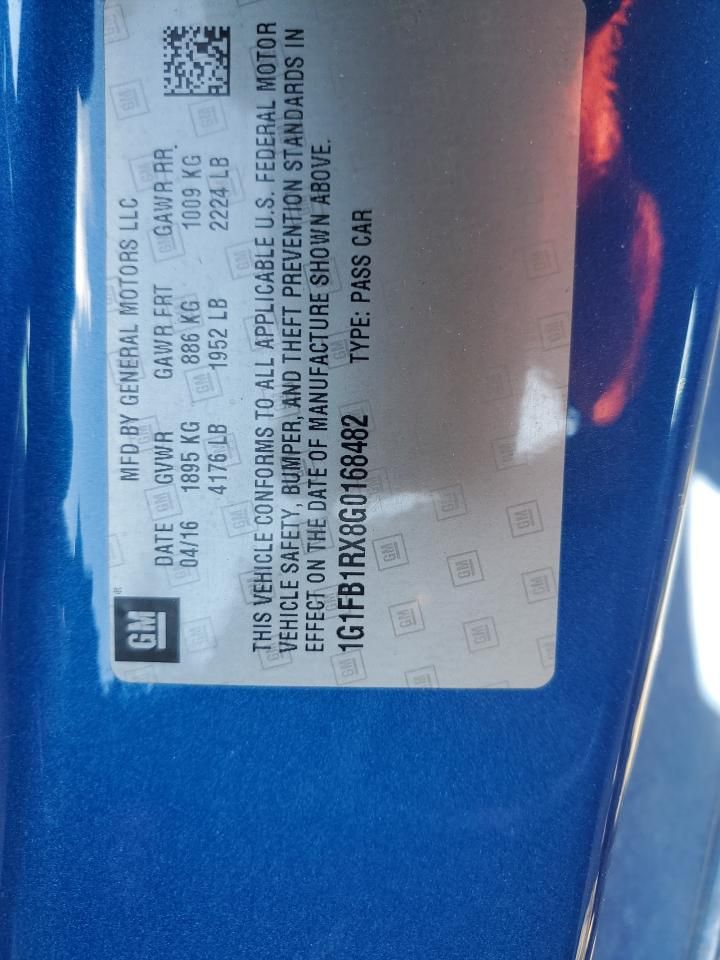 GM
MFD BY GENERAL MOTORS LLC
DATE GVWR GAWR FRT GAWR RR
04/16 1895 KG 886 KG 1009 KG
4176 LB 1952 LB 2224 LB
THIS VEHICLE CONFORMS TO ALL APPLICABLE U.S. FEDERAL MOTOR
VEHICLE SAFETY, BUMPER, AND THEFT PREVENTION STANDARDS IN
EFFECT ON THE DATE OF MANUFACTURE SHOWN ABOVE.
1G1FB1RX8G0168482 TYPE: PASS CAR